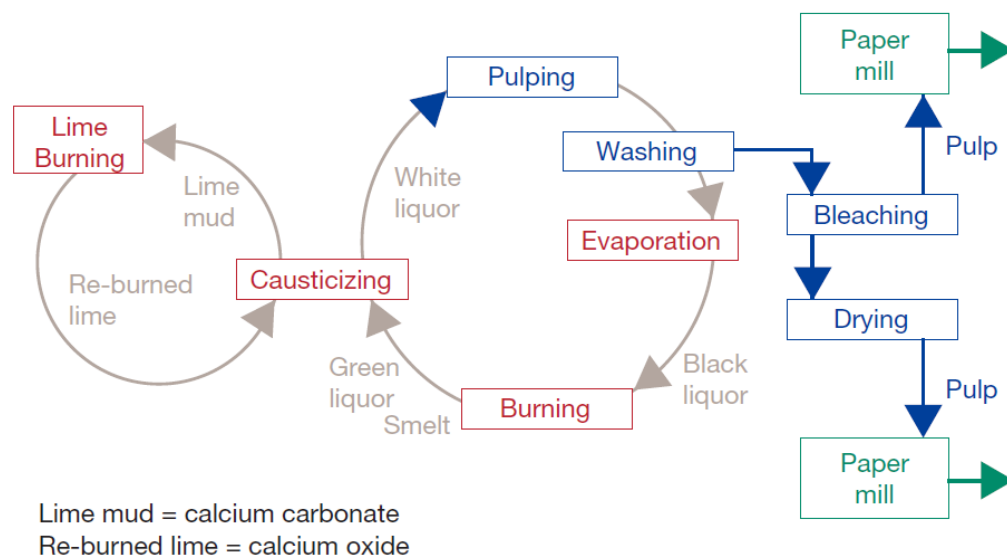 Paper
mill
Pulping
Lime
Burning
Washing
Pulp
White
liquor
Lime
mud
Bleaching
Evaporation
Causticizing
Re-burned
lime
Drying
Green
liquor
Smelt
Black
liquor
Burning
Pulp
Paper
mill
Lime mud = calcium carbonate
Re-burned lime = calcium oxide